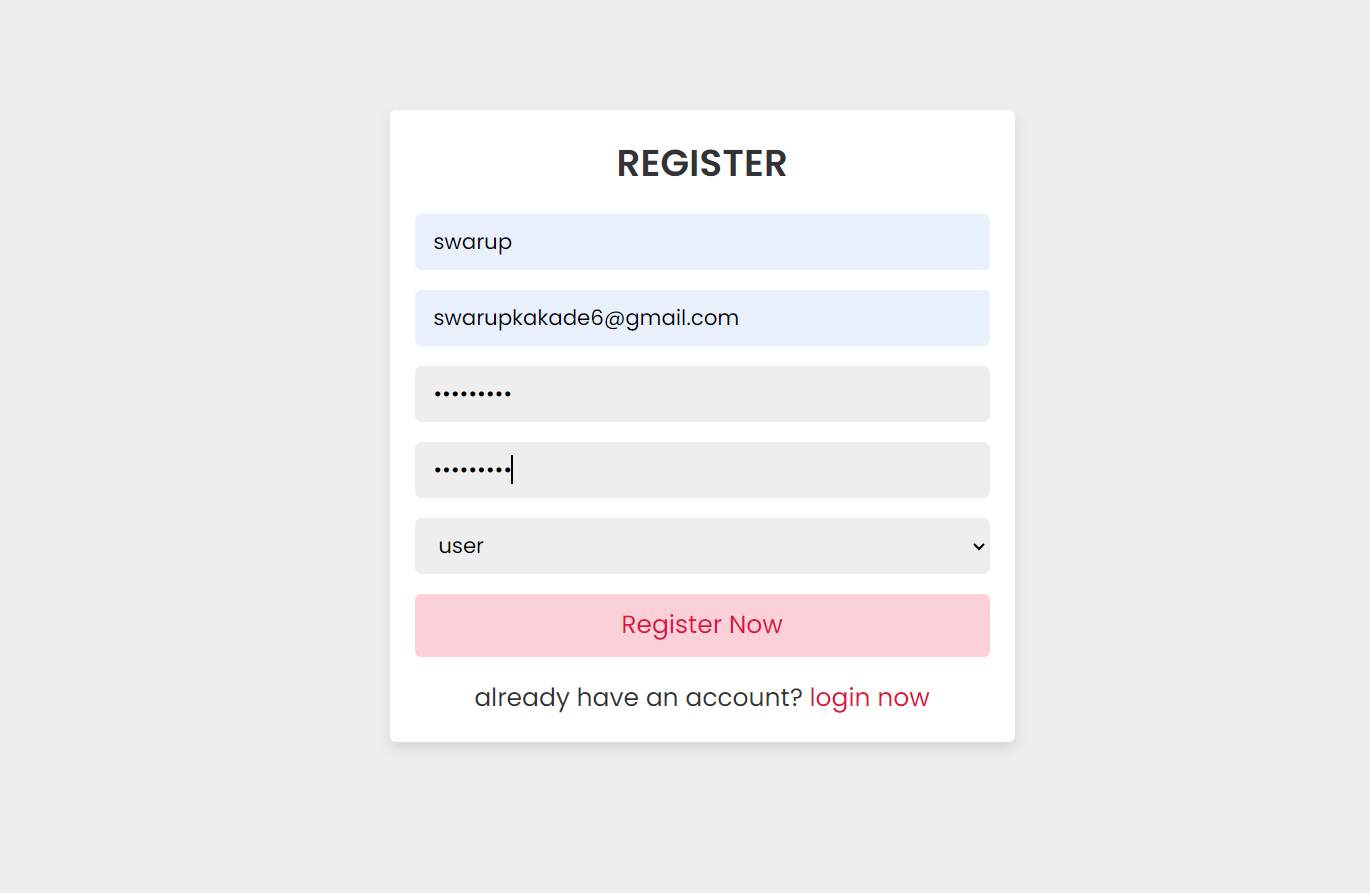 REGISTER
swarup
swarupkakade6@gmail.com
•••••••••
•••••••••
user
Register Now
already have an account? login now